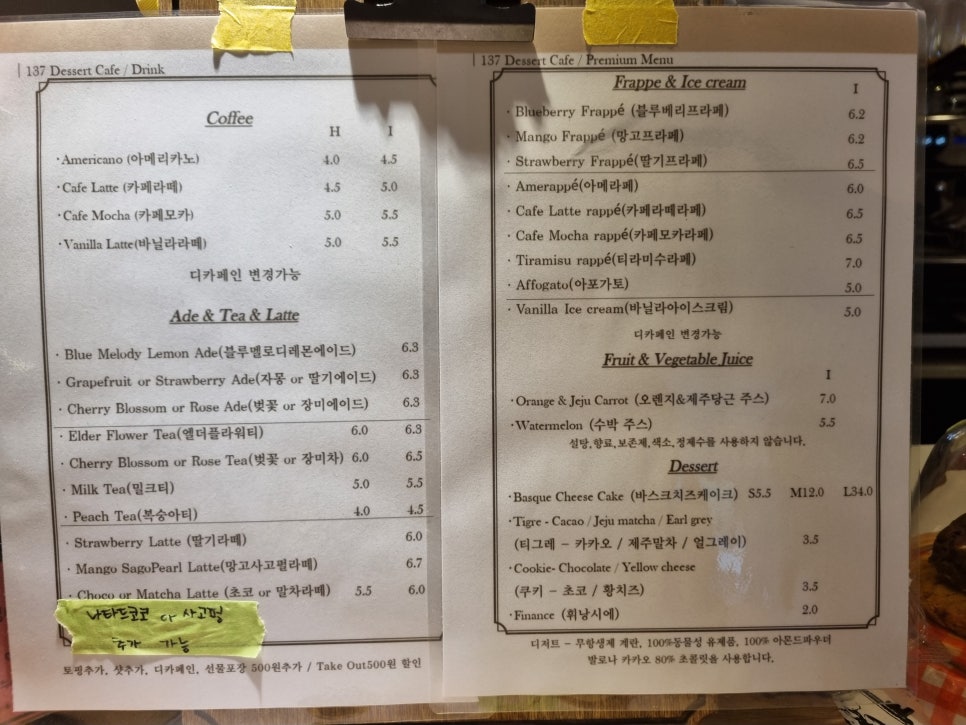 137 Dessert Cafe / Drink
Coffee
H I
· Americano (아메리카노) 4.0 4.5
· Cafe Latte (카페라떼) 4.5 5.0
· Cafe Mocha (카페모카) 5.0 5.5
· Vanilla Latte(바닐라라떼) 5.0 5.5
디카페인 변경가능
Ade & Tea & Latte
· Blue Melody Lemon Ade(블루멜로디레몬에이드) 6.3
· Grapefruit or Strawberry Ade(자몽 or 딸기에이드) 6.3
· Cherry Blossom or Rose Ade(벚꽃 or 장미에이드) 6.3
· Elder Flower Tea(엘더플라워티) 6.0 6.3
· Cherry Blossom or Rose Tea(벚꽃 or 장미차) 6.0 6.5
· Milk Tea(밀크티) 5.0 5.5
· Peach Tea(복숭아티) 4.0 4.5
· Strawberry Latte (딸기라떼) 6.0
· Mango SagoPearl Latte(망고사고펄라떼) 6.7
· Choco or Matcha Latte (초코 or 말차라떼) 5.5 6.0
나타드코코 다 사고펑
추가 가능
토핑추가, 샷추가, 디카페인, 선물포장 500원추가 / Take Out500원 할인
137 Dessert Cafe / Premium Menu
Frappe & Ice cream
I
· Blueberry Frappé (블루베리프라페) 6.2
· Mango Frappé (망고프라페) 6.2
· Strawberry Frappé(딸기프라페) 6.5
· Amerappé(아메라페) 6.0
· Cafe Latte rappé(카페라떼라페) 6.5
· Cafe Mocha rappé(카페모카라페) 6.5
· Tiramisu rappé(티라미수라페) 7.0
· Affogato(아포가토) 5.0
· Vanilla Ice cream(바닐라아이스크림) 5.0
디카페인 변경가능
Fruit & Vegetable Juice
I
· Orange & Jeju Carrot (오렌지&제주당근 주스) 7.0
· Watermelon (수박 주스) 5.5
설탕,향료,보존제,색소,정제수를 사용하지 않습니다.
Dessert
· Basque Cheese Cake (바스크치즈케이크) S5.5 M12.0 L34.0
· Tigre - Cacao / Jeju matcha / Earl grey
(티그레 – 카카오 / 제주말차 / 얼그레이) 3.5
· Cookie- Chocolate / Yellow cheese
(쿠키 – 초코 / 황치즈) 3.5
· Finance (휘낭시에) 2.0
디저트 – 무항생제 계란, 100%동물성 유제품, 100% 아몬드파우더
발로나 카카오 80% 초콜릿을 사용합니다.